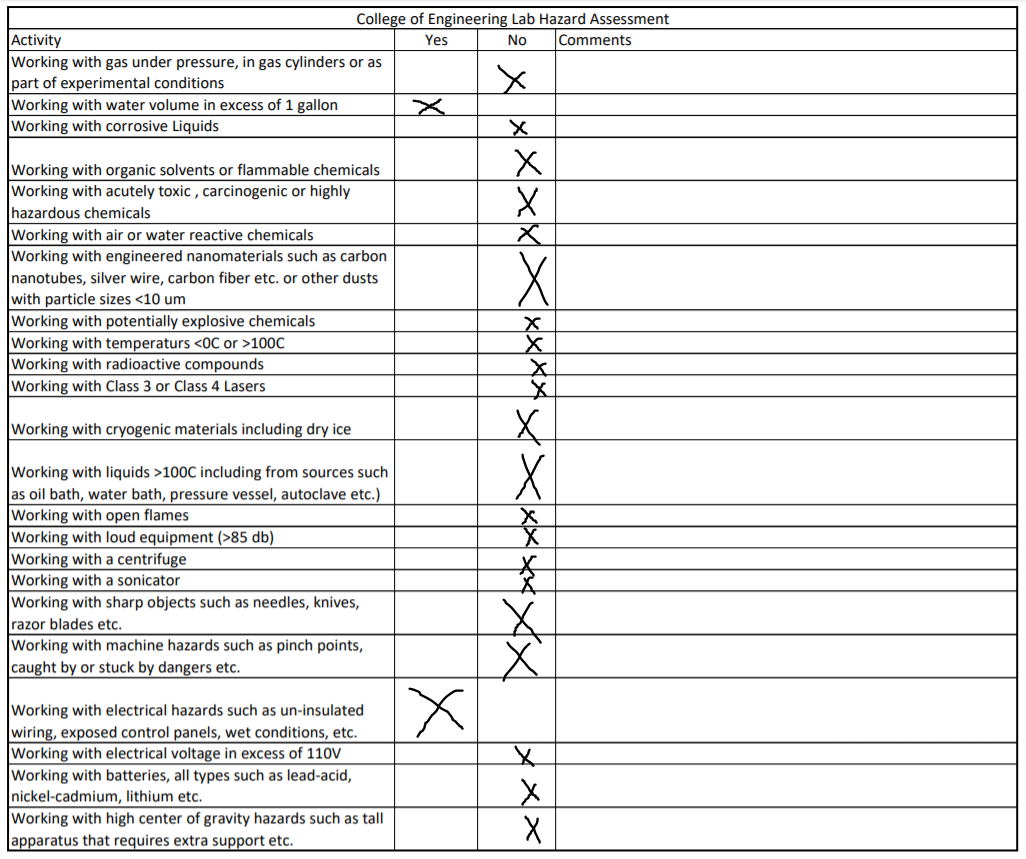 College of Engineering Lab Hazard Assessment
Activity Yes No Comments
Working with gas under pressure, in gas cylinders or as
part of experimental conditions X
Working with water volume in excess of 1 gallon X
Working with corrosive Liquids X
Working with organic solvents or flammable chemicals X
Working with acutely toxic , carcinogenic or highly
hazardous chemicals X
Working with air or water reactive chemicals X
Working with engineered nanomaterials such as carbon
nanotubes, silver wire, carbon fiber etc. or other dusts X
with particle sizes <10 um
Working with potentially explosive chemicals X
Working with temperaturs <0C or >100C X
Working with radioactive compounds X
Working with Class 3 or Class 4 Lasers X
Working with cryogenic materials including dry ice X
Working with liquids >100C including from sources such
as oil bath, water bath, pressure vessel, autoclave etc.) X
Working with open flames X
Working with loud equipment (>85 db) X
Working with a centrifuge X
Working with a sonicator X
Working with sharp objects such as needles, knives,
razor blades etc. X
Working with machine hazards such as pinch points,
caught by or stuck by dangers etc. X
Working with electrical hazards such as un-insulated
wiring, exposed control panels, wet conditions, etc. X
Working with electrical voltage in excess of 110V X
Working with batteries, all types such as lead-acid,
nickel-cadmium, lithium etc. X
Working with high center of gravity hazards such as tall
apparatus that requires extra support etc. X